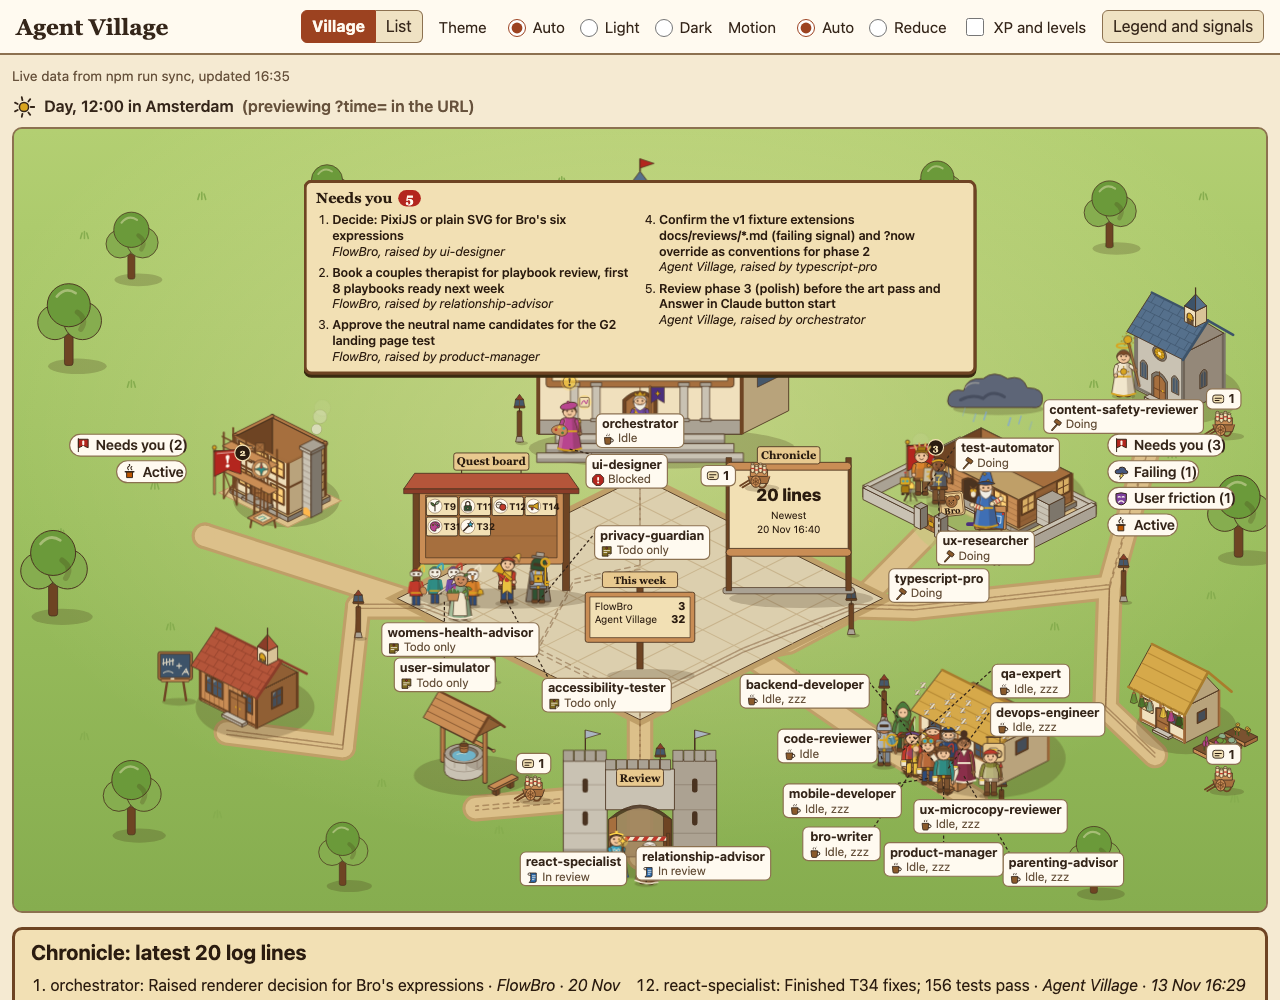 Agent Village
Village
List
Theme
Auto
Light
Dark
Motion
Auto
Reduce
XP and levels
Legend and signals
Live data from npm run sync, updated 16:35
Day, 12:00 in Amsterdam (previewing ?time= in the URL)
Needs you 5
1. Decide: PixiJS or plain SVG for Bro's six
expressions
FlowBro, raised by ui-designer
2. Book a couples therapist for playbook review, first
8 playbooks ready next week
FlowBro, raised by relationship-advisor
3. Approve the neutral name candidates for the G2
landing page test
FlowBro, raised by product-manager
4. Confirm the v1 fixture extensions
docs/reviews/*.md (failing signal) and ?now
override as conventions for phase 2
Agent Village, raised by typescript-pro
5. Review phase 3 (polish) before the art pass and
Answer in Claude button start
Agent Village, raised by orchestrator
1
content-safety-reviewer
Doing
orchestrator
Idle
Needs you (2)
Active
2
Needs you (3)
Failing (1)
User friction (1)
Active
3
test-automator
Doing
Quest board
ui-designer
Blocked
Chronicle
1
20 lines
Newest
20 Nov 16:40
T9
T11
T12
T14
T31
T32
Bro
privacy-guardian
Todo only
ux-researcher
Doing
typescript-pro
Doing
This week
FlowBro 3
Agent Village 32
womens-health-advisor
Todo only
user-simulator
Todo only
accessibility-tester
Todo only
backend-developer
Idle, zzz
qa-expert
Idle, zzz
devops-engineer
Idle, zzz
code-reviewer
Idle
1
1
Review
mobile-developer
Idle, zzz
ux-microcopy-reviewer
Idle, zzz
bro-writer
Idle, zzz
product-manager
Idle, zzz
parenting-advisor
Idle, zzz
react-specialist
In review
relationship-advisor
In review
Chronicle: latest 20 log lines
1. orchestrator: Raised renderer decision for Bro's expressions · FlowBro · 20 Nov
12. react-specialist: Finished T34 fixes; 156 tests pass · Agent Village · 13 Nov 16:29